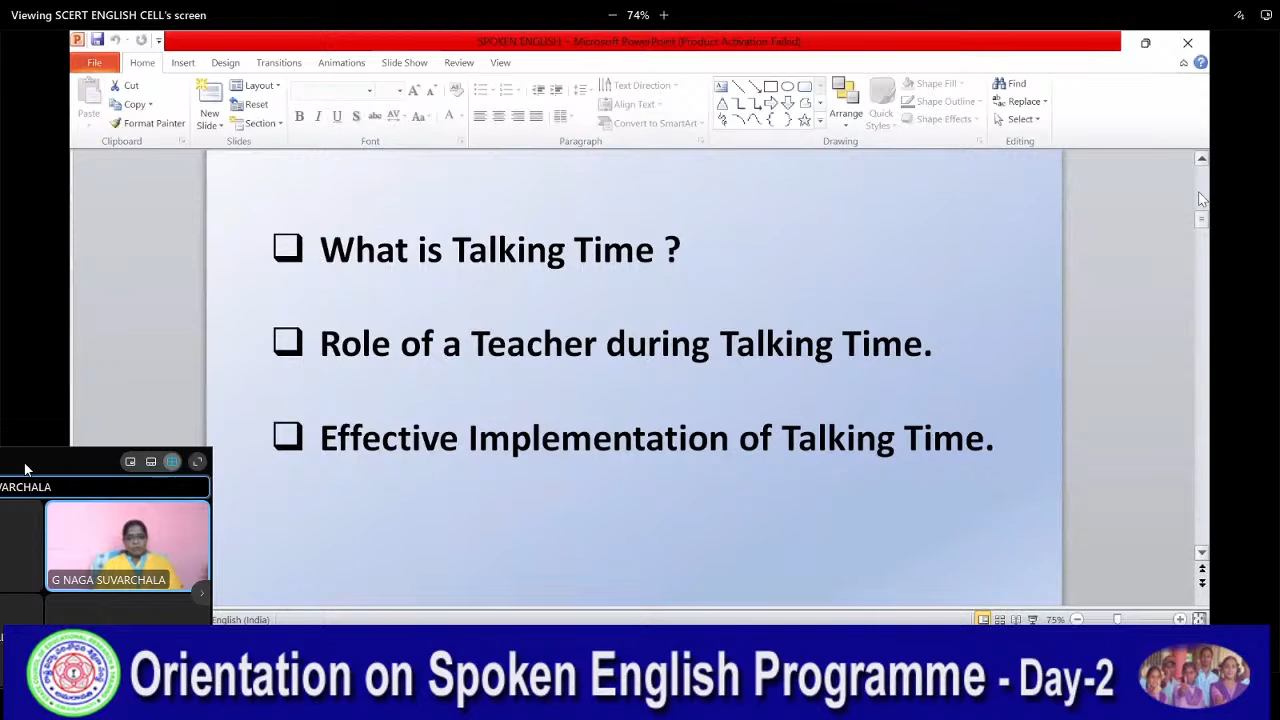 Viewing SCERT ENGLISH CELL's screen
74%
SPOKEN ENGLISH - Microsoft PowerPoint (Product Activation Failed)
File Home Insert Design Transitions Animations Slide Show Review View
Paste
Cut
Copy
Format Painter
Clipboard
New Slide
Layout
Reset
Section
Slides
B I U S abc AV Aa A
Font
Text Direction
Align Text
Convert to SmartArt
Paragraph
Arrange
Quick Styles
Shape Fill
Shape Outline
Shape Effects
Drawing
Find
Replace
Select
Editing
What is Talking Time ?
Role of a Teacher during Talking Time.
Effective Implementation of Talking Time.
VARCHALA
G NAGA SUVARCHALA
English (India)
75%
Orientation on Spoken English Programme - Day-2